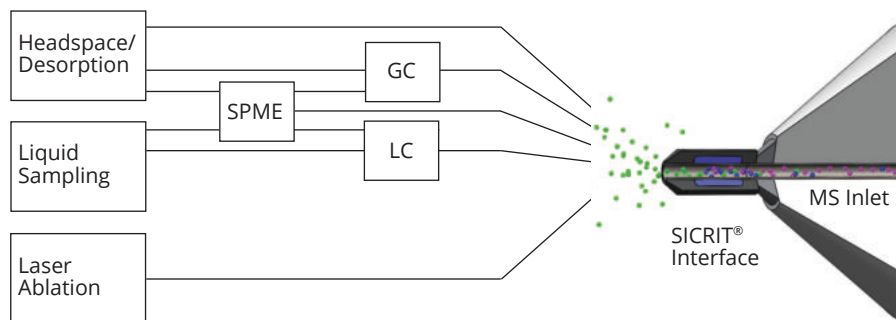 Headspace/
Desorption
GC
SPME
Liquid
Sampling
LC
MS Inlet
SICRIT®
Interface
Laser
Ablation